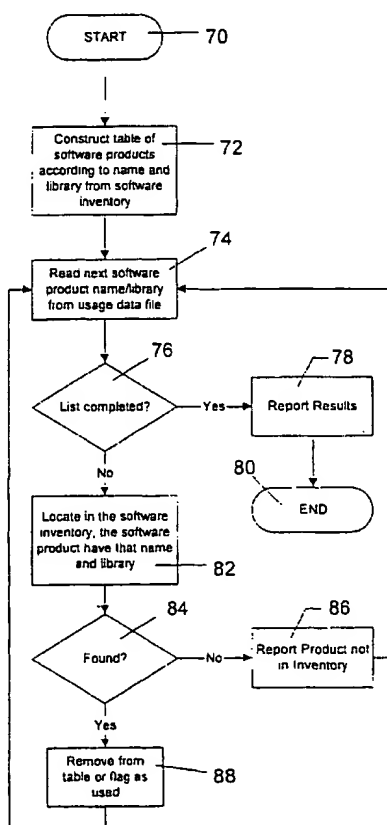 START
70
Construct table of
software products
according to name and
library from software
inventory
72
74
Read next software
product name/library
from usage data file
76
List completed?
Yes
78
Report Results
No
80
END
Locate in the software
inventory, the software
product have that name
and library
82
84
Found?
No
86
Report Product not
in Inventory
Yes
Remove from
table or flag as
used
88